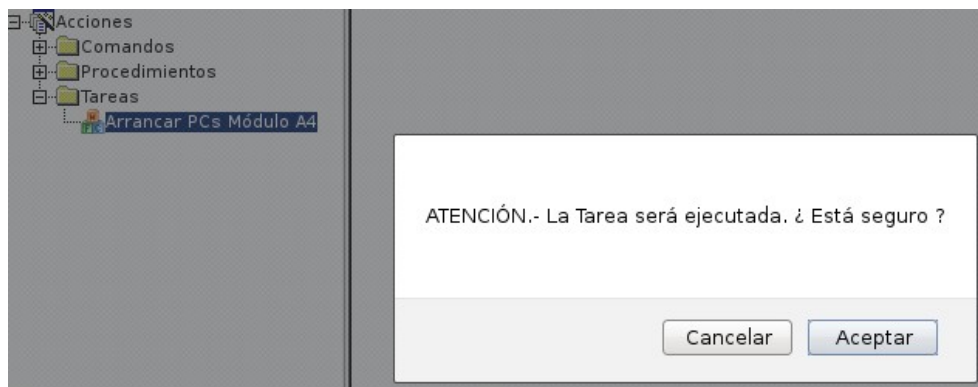 Acciones
Comandos
Procedimientos
Tareas
Arrancar PCs Módulo A4
ATENCIÓN.- La Tarea será ejecutada. ¿ Está seguro ?
Cancelar Aceptar